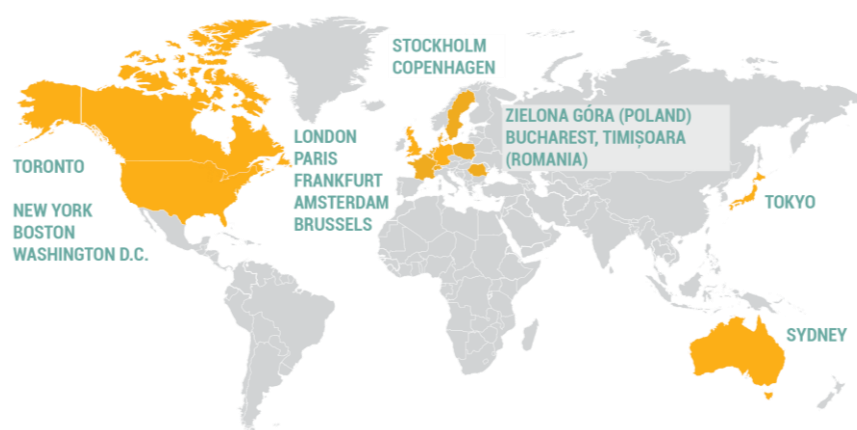 STOCKHOLM
COPENHAGEN
ZIELONA GÓRA (POLAND)
BUCHAREST, TIMIȘOARA
(ROMANIA)
LONDON
PARIS
FRANKFURT
AMSTERDAM
BRUSSELS
TORONTO
NEW YORK
BOSTON
WASHINGTON D.C.
TOKYO
SYDNEY